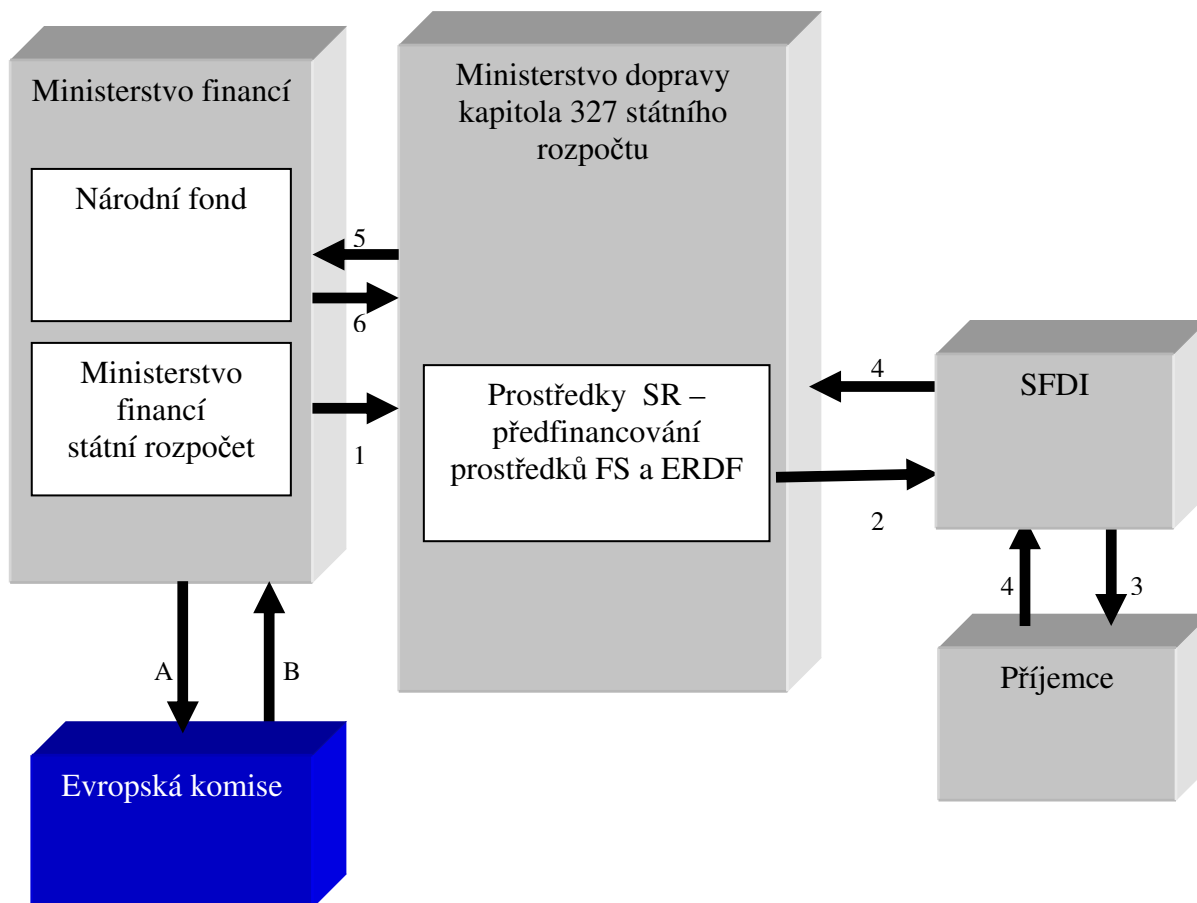 Ministerstvo financí
Národní fond
Ministerstvo
financí
státní rozpočet
Ministerstvo dopravy
kapitola 327 státního
rozpočtu
5
6
1
Prostředky SR –
předfinancování
prostředků FS a ERDF
4
2
SFDI
4
3
Příjemce
A
B
Evropská komise